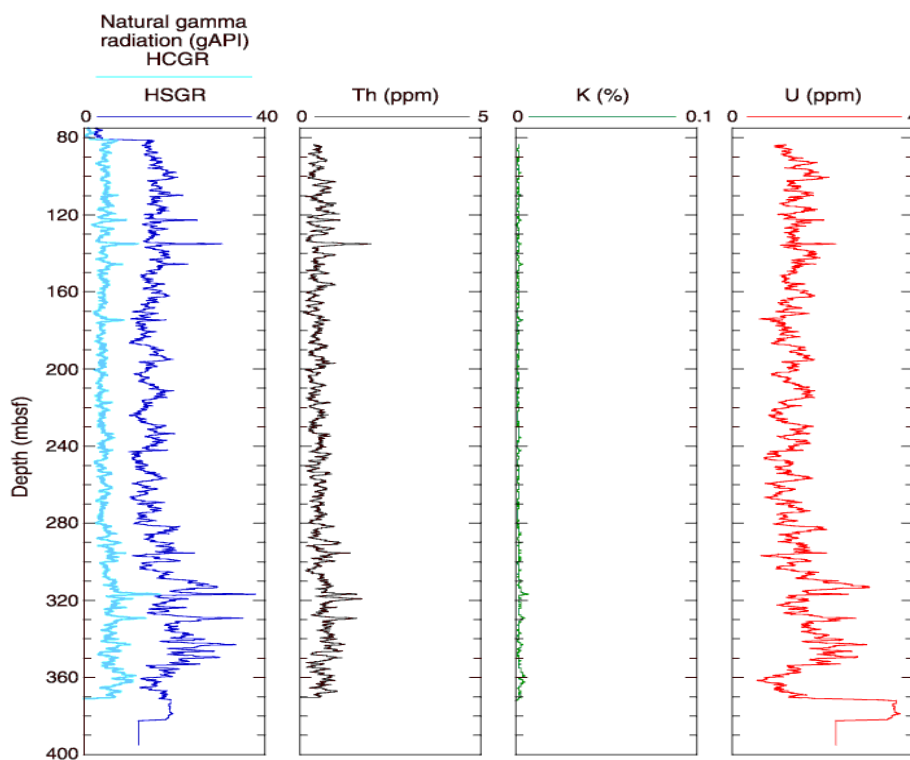 Natural gamma
radiation (gAPI)
HCGR
HSGR
Th (ppm)
K (%)
U (ppm)
0 40 0 5 0 0.1 0
80
120
160
200
240
280
320
360
400
Depth (mbsf)